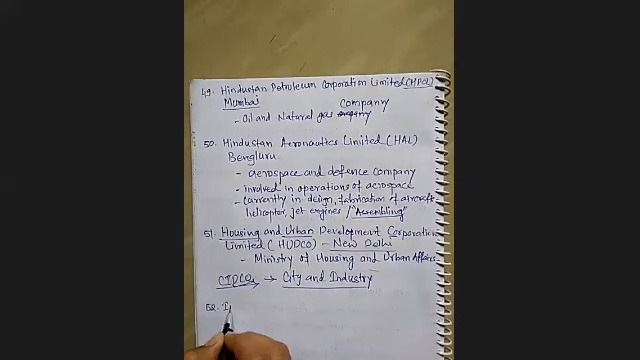 49. Hindustan Petroleum Corporation Limited (HPCL)
Mumbai
- Oil and Natural gas Company
50. Hindustan Aeronautics Limited (HAL)
Bengluru
- aerospace and defence company
- involved in operations of aerospace
- currently in design, fabrication of aircraft
helicoptor, jet engines / "Assembling"
51. Housing and Urban Development Corporation
Limited (HUDCO) - New Delhi
- Ministry of Housing and Urban Affairs
CIDCO → City and Industry
52. I